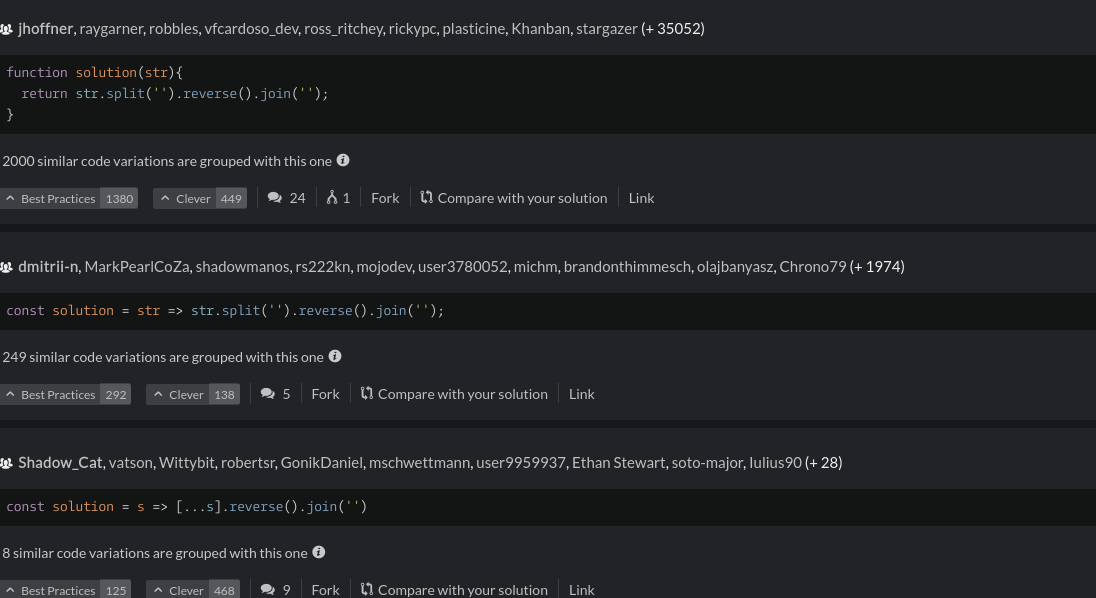 jhoffner, raygarner, robbles, vfcardoso_dev, ross_ritchey, rickypc, plasticine, Khanban, stargazer (+ 35052)
function solution(str){
  return str.split('').reverse().join('');
}
2000 similar code variations are grouped with this one
Best Practices 1380 Clever 449 24 1 Fork Compare with your solution Link
dmitrii-n, MarkPearlCoZa, shadowmanos, rs222kn, mojodev, user3780052, michm, brandonthimmesch, olajbanyasz, Chrono79 (+ 1974)
const solution = str => str.split('').reverse().join('');
249 similar code variations are grouped with this one
Best Practices 292 Clever 138 5 Fork Compare with your solution Link
Shadow_Cat, vatson, Wittybit, robertsr, GonikDaniel, mschwettmann, user9959937, Ethan Stewart, soto-major, Iulius90 (+ 28)
const solution = s => [...s].reverse().join('')
8 similar code variations are grouped with this one
Best Practices 125 Clever 468 9 Fork Compare with your solution Link